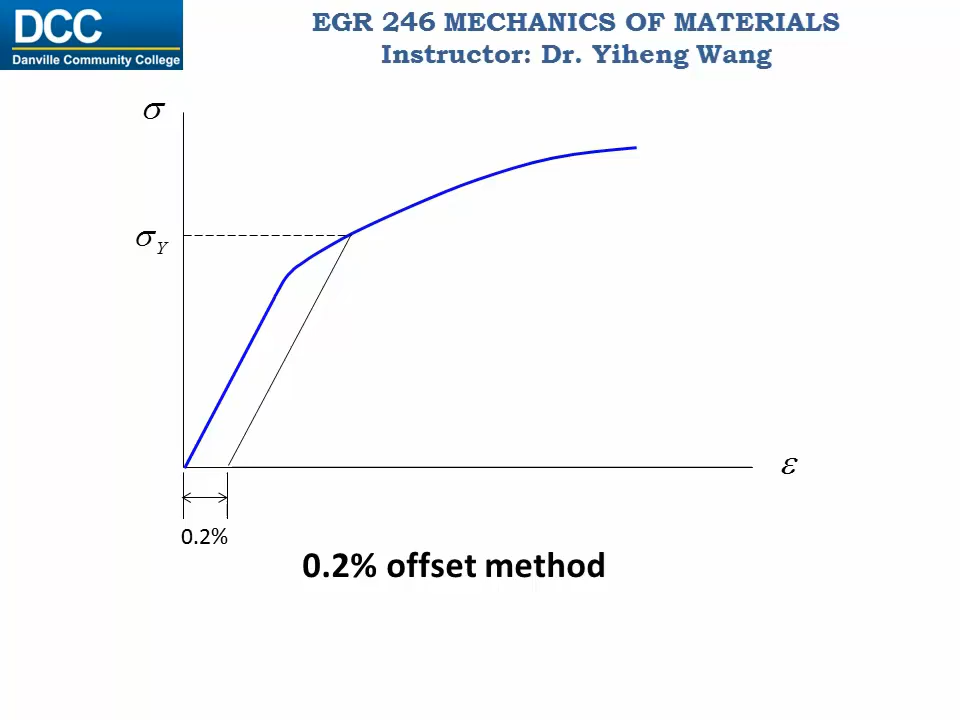 DCC
Danville Community College
EGR 246 MECHANICS OF MATERIALS
Instructor: Dr. Yiheng Wang
σ
σ_Y
ε
0.2%
0.2% offset method